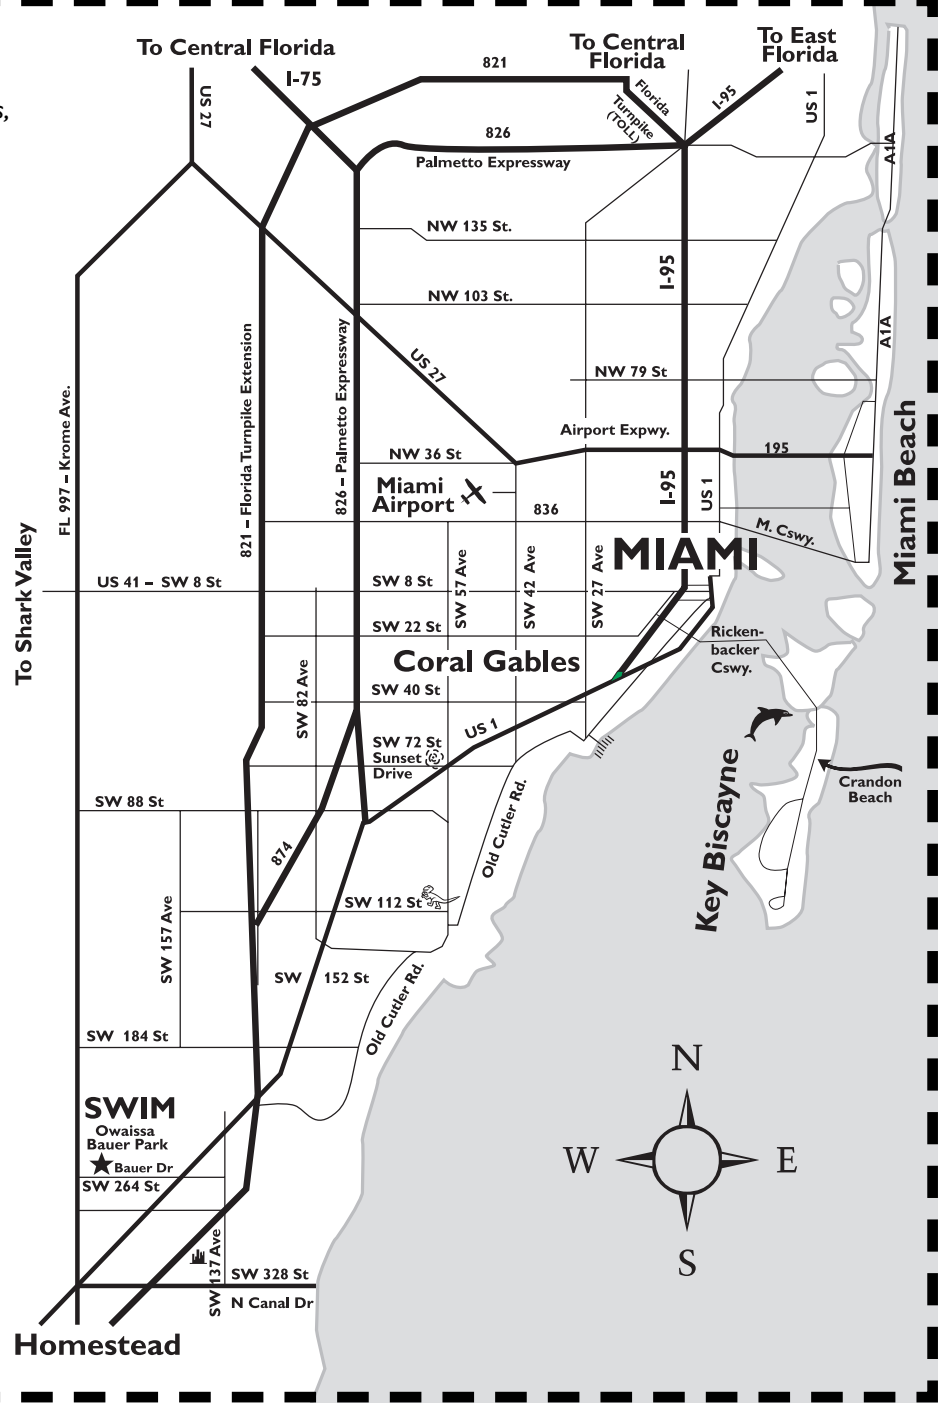 To Central Florida
To Central
Florida
To East
Florida
821
I-75
US 27
Florida
Turnpike
(TOLL)
I-95
US 1
826
Palmetto Expressway
A1A
NW 135 St.
I-95
NW 103 St.
821 – Florida Turnpike Extension
826 – Palmetto Expressway
US 27
A1A
NW 79 St
FL 997 – Krome Ave.
Miami Beach
Airport Expwy.
195
NW 36 St
Miami
Airport
I-95
US 1
836
M. Cswy.
To Shark Valley
MIAMI
US 41 – SW 8 St
SW 8 St
SW 57 Ave
SW 42 Ave
SW 27 Ave
SW 22 St
Ricken-
backer
Cswy.
Coral Gables
SW 82 Ave
SW 40 St
US 1
SW 72 St
Sunset
Drive
Key Biscayne
Crandon
Beach
SW 88 St
Old Cutler Rd.
874
SW 112 St
SW 157 Ave
SW 152 St
Old Cutler Rd.
SW 184 St
N
W
E
S
SWIM
Owaissa
Bauer Park
Bauer Dr
SW 264 St
SW 137 Ave
SW 328 St
N Canal Dr
Homestead